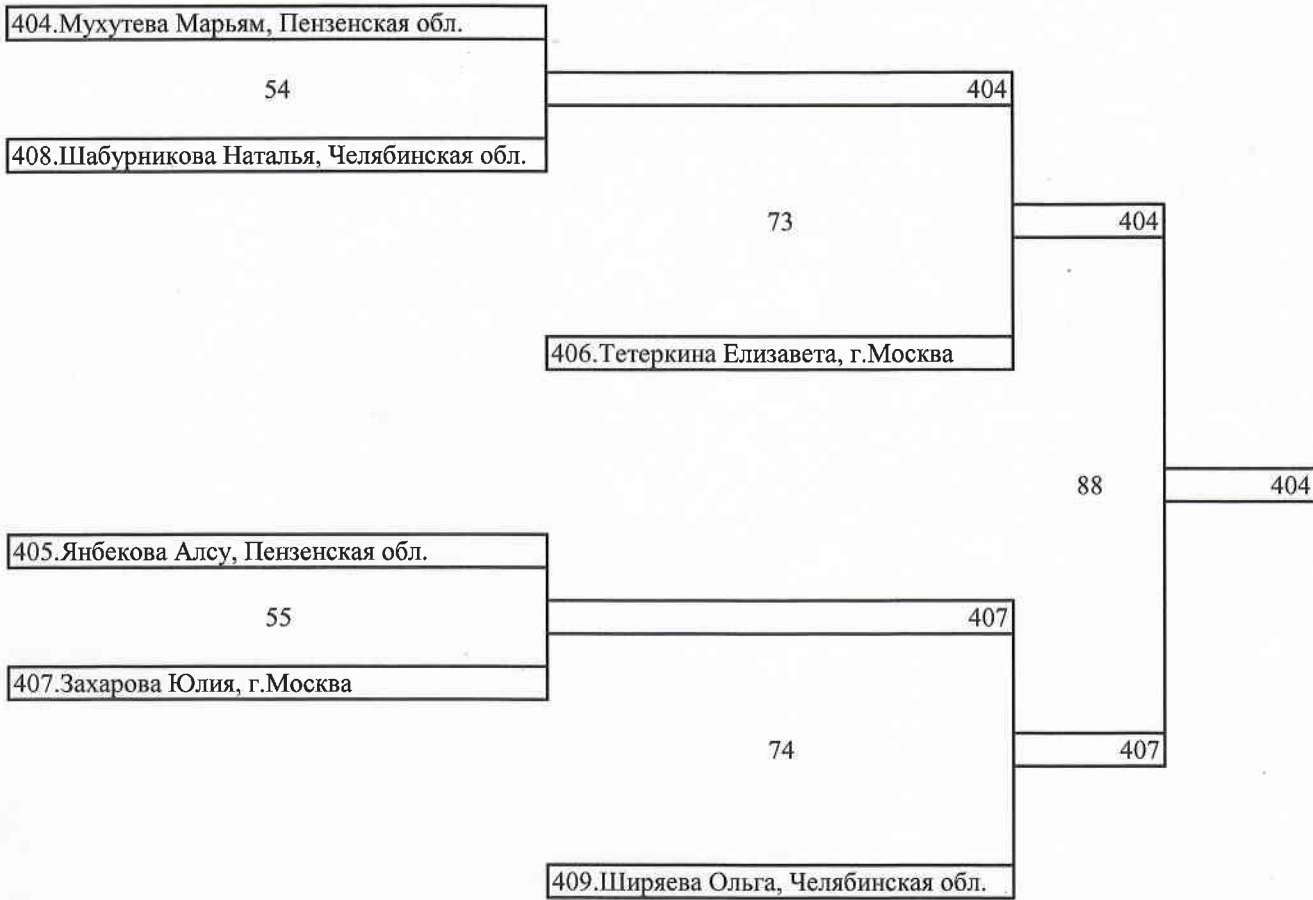 404.Мухутева Марьям, Пензенская обл.
54
404
408.Шабурникова Наталья, Челябинская обл.
73
404
406.Тетеркина Елизавета, г.Москва
88
404
405.Янбекова Алсу, Пензенская обл.
55
407
407.Захарова Юлия, г.Москва
74
407
409.Ширяева Ольга, Челябинская обл.